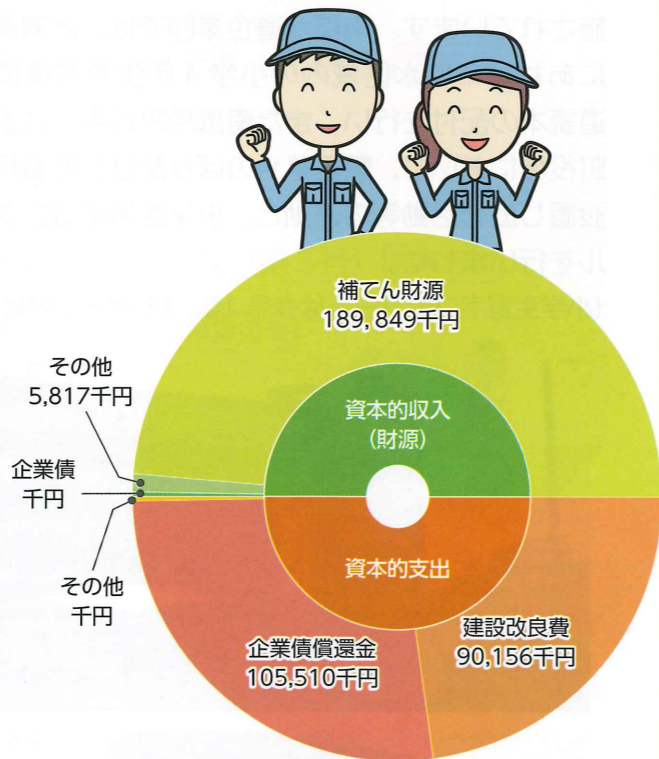 補てん財源
189,849千円
その他
5,817千円
資本的収入
(財源)
企業債
千円
その他
千円
資本的支出
企業債償還金
105,510千円
建設改良費
90,156千円